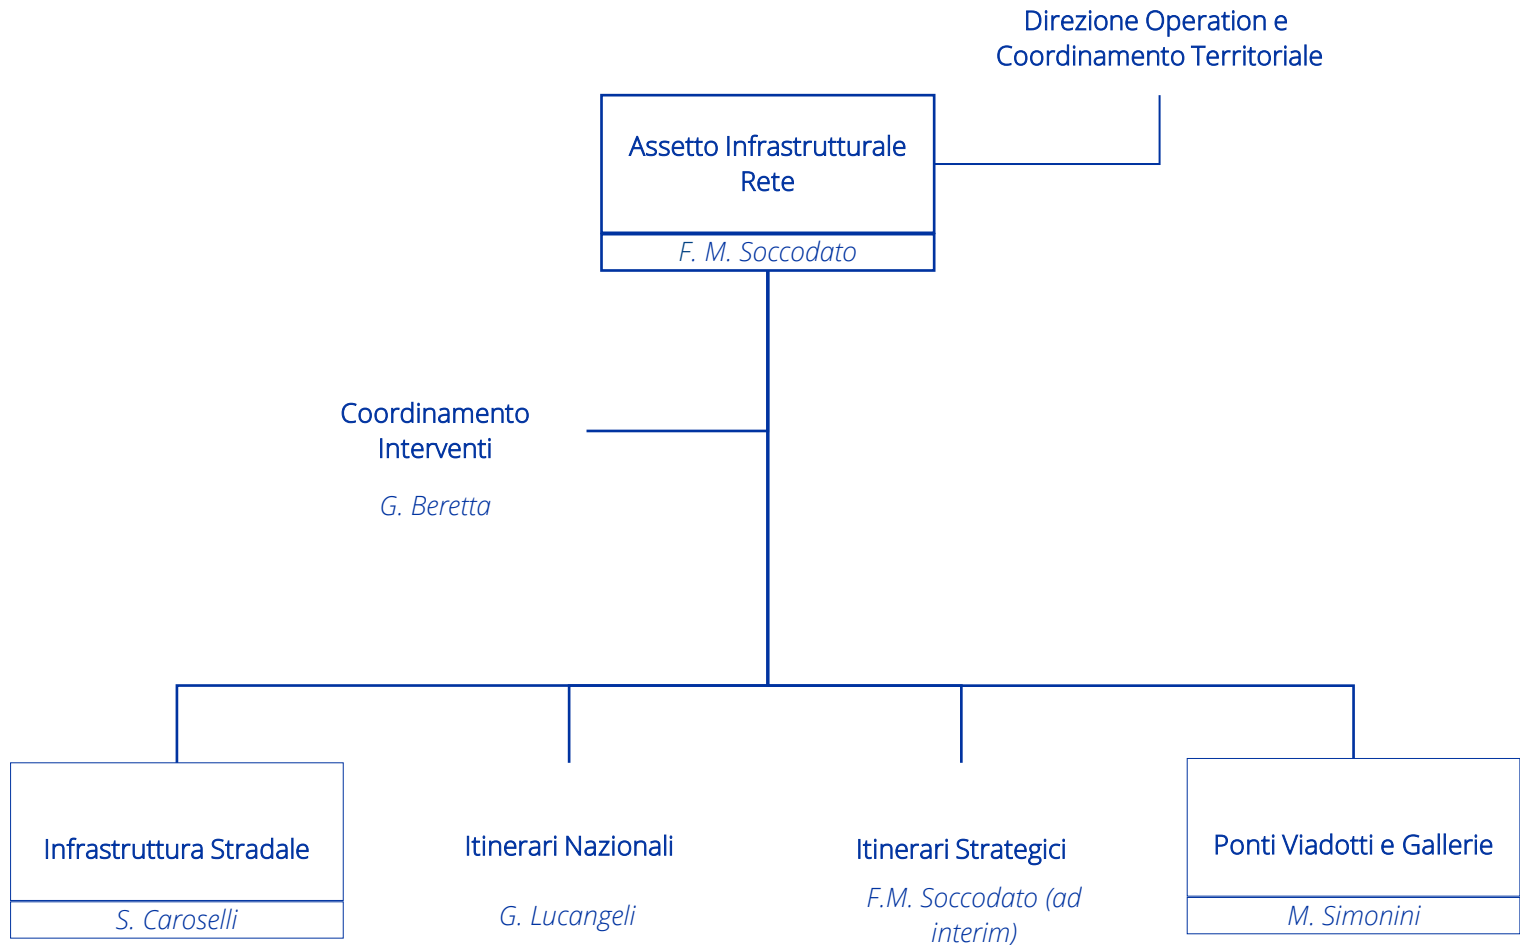 Direzione Operation e
Coordinamento Territoriale
Assetto Infrastrutturale
Rete
F. M. Soccodato
Coordinamento
Interventi
G. Beretta
Infrastruttura Stradale
S. Caroselli
Itinerari Nazionali
G. Lucangeli
Itinerari Strategici
F.M. Soccodato (ad
interim)
Ponti Viadotti e Gallerie
M. Simonini